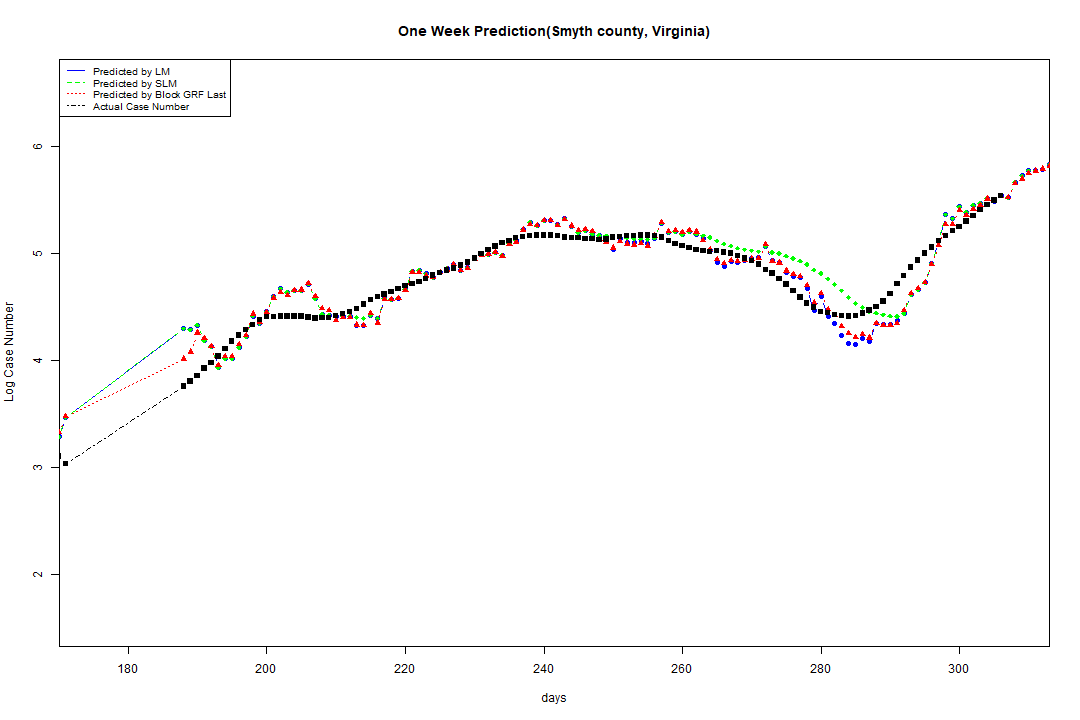 One Week Prediction(Smyth county, Virginia)
Predicted by LM
Predicted by SLM
Predicted by Block GRF Last
Actual Case Number
6
5
4
3
2
Log Case Number
180 200 220 240 260 280 300
days